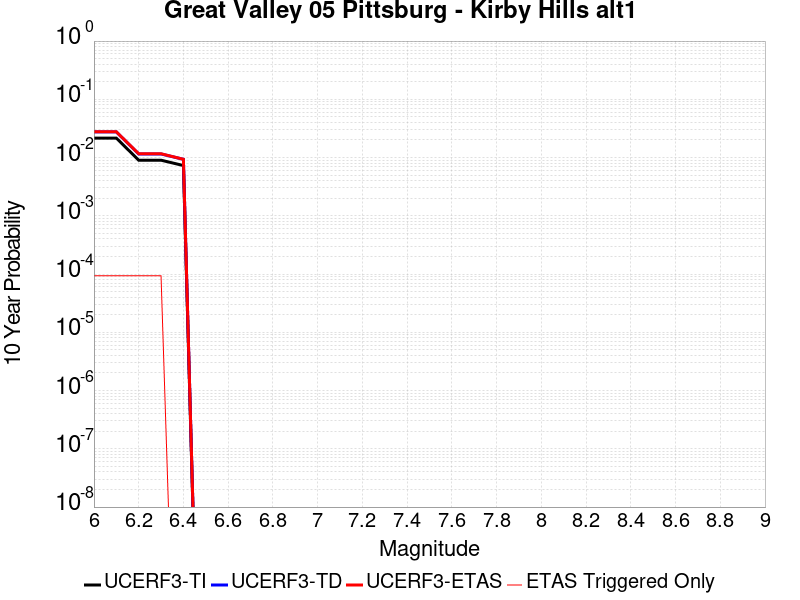 Great Valley 05 Pittsburg - Kirby Hills alt1
10 Year Probability
10^0
10^-1
10^-2
10^-3
10^-4
10^-5
10^-6
10^-7
10^-8
6 6.2 6.4 6.6 6.8 7 7.2 7.4 7.6 7.8 8 8.2 8.4 8.6 8.8 9
Magnitude
UCERF3-TI UCERF3-TD UCERF3-ETAS ETAS Triggered Only